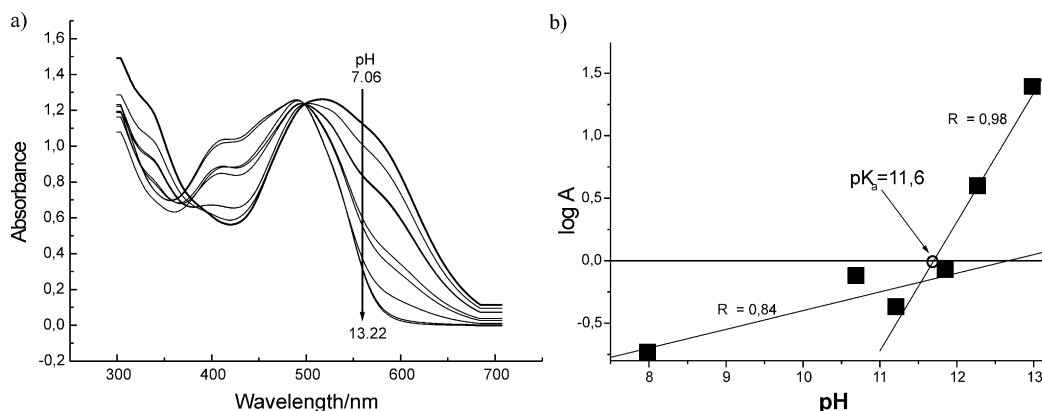 a)
Absorbance
1,6
1,4
1,2
1,0
0,8
0,6
0,4
0,2
0,0
-0,2
pH
7.06
13.22
300
400
500
600
700
Wavelength/nm
b)
log A
1,5
1,0
0,5
0,0
-0,5
R = 0,98
pKa=11,6
R = 0,84
8
9
10
11
12
13
pH